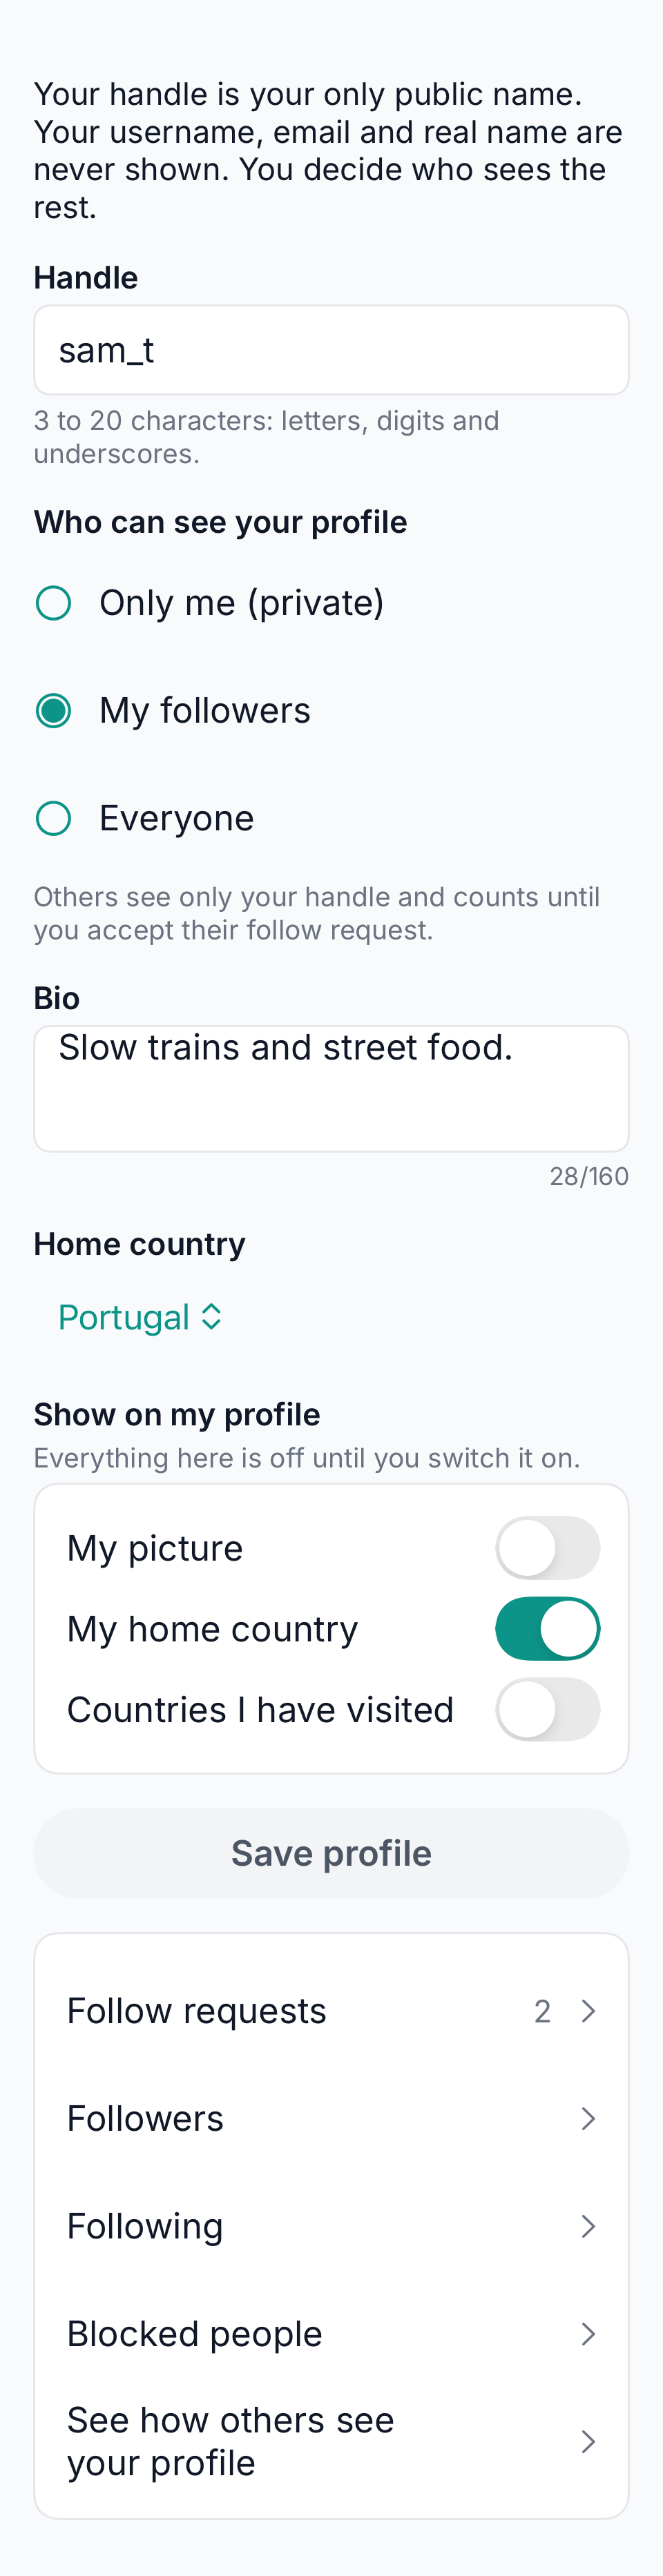 Your handle is your only public name.
Your username, email and real name are
never shown. You decide who sees the
rest.
Handle
sam_t
3 to 20 characters: letters, digits and
underscores.
Who can see your profile
Only me (private)
My followers
Everyone
Others see only your handle and counts until
you accept their follow request.
Bio
Slow trains and street food.
28/160
Home country
Portugal
Show on my profile
Everything here is off until you switch it on.
My picture
My home country
Countries I have visited
Save profile
Follow requests 2
Followers
Following
Blocked people
See how others see
your profile